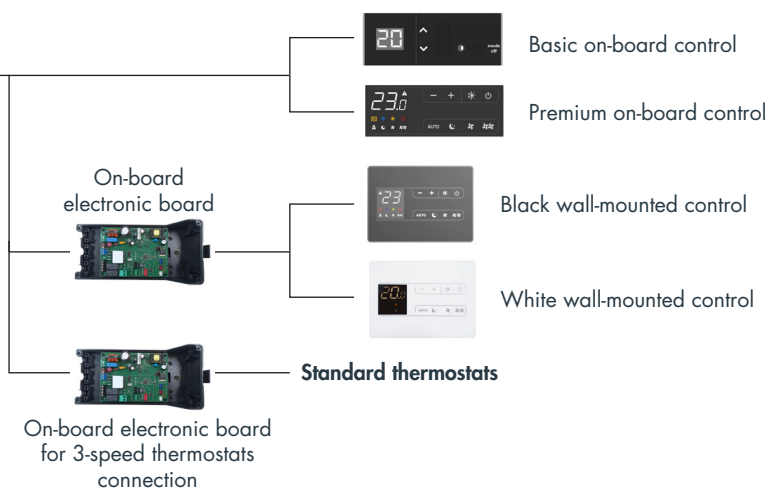 20
mode
off
Basic on-board control
23.0
− +
A
AUTO
Premium on-board control
On-board
electronic board
23
− +
AUTO
Black wall-mounted control
20.0
− +
AUTO
White wall-mounted control
Standard thermostats
On-board electronic board
for 3-speed thermostats
connection